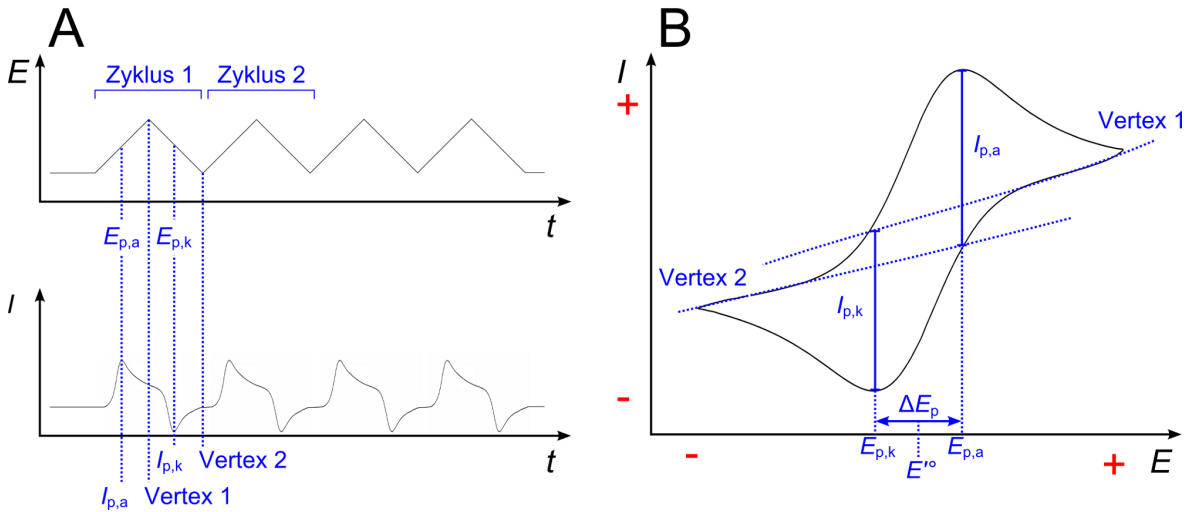 A
E
Zyklus 1
Zyklus 2
t
Ep,a
Ep,k
I
t
Ip,k
Vertex 2
Ip,a
Vertex 1
B
I
+
Vertex 1
Ip,a
Vertex 2
Ip,k
-
ΔEp
Ep,k
Ep,a
-
E'°
+
E